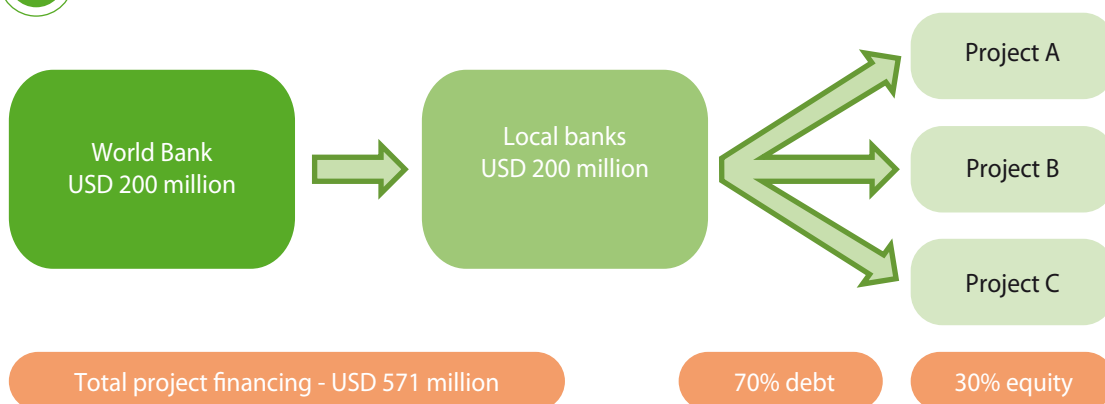 World Bank
USD 200 million
Local banks
USD 200 million
Project A
Project B
Project C
Total project financing - USD 571 million
70% debt
30% equity